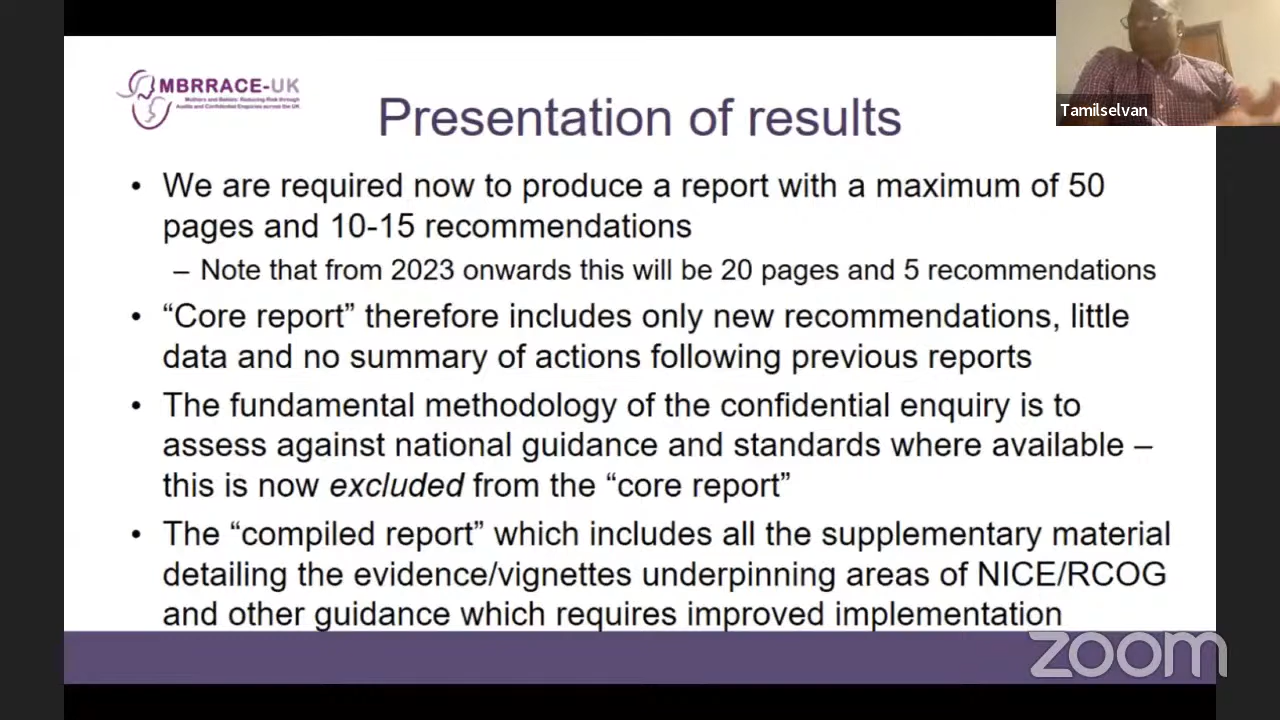 MBRRACE-UK
Mothers and Babies: Reducing Risk through
Audits and Confidential Enquiries across the UK
Presentation of results
Tamilselvan
• We are required now to produce a report with a maximum of 50
pages and 10-15 recommendations
– Note that from 2023 onwards this will be 20 pages and 5 recommendations
• “Core report” therefore includes only new recommendations, little
data and no summary of actions following previous reports
• The fundamental methodology of the confidential enquiry is to
assess against national guidance and standards where available –
this is now excluded from the “core report”
• The “compiled report” which includes all the supplementary material
detailing the evidence/vignettes underpinning areas of NICE/RCOG
and other guidance which requires improved implementation
zoom